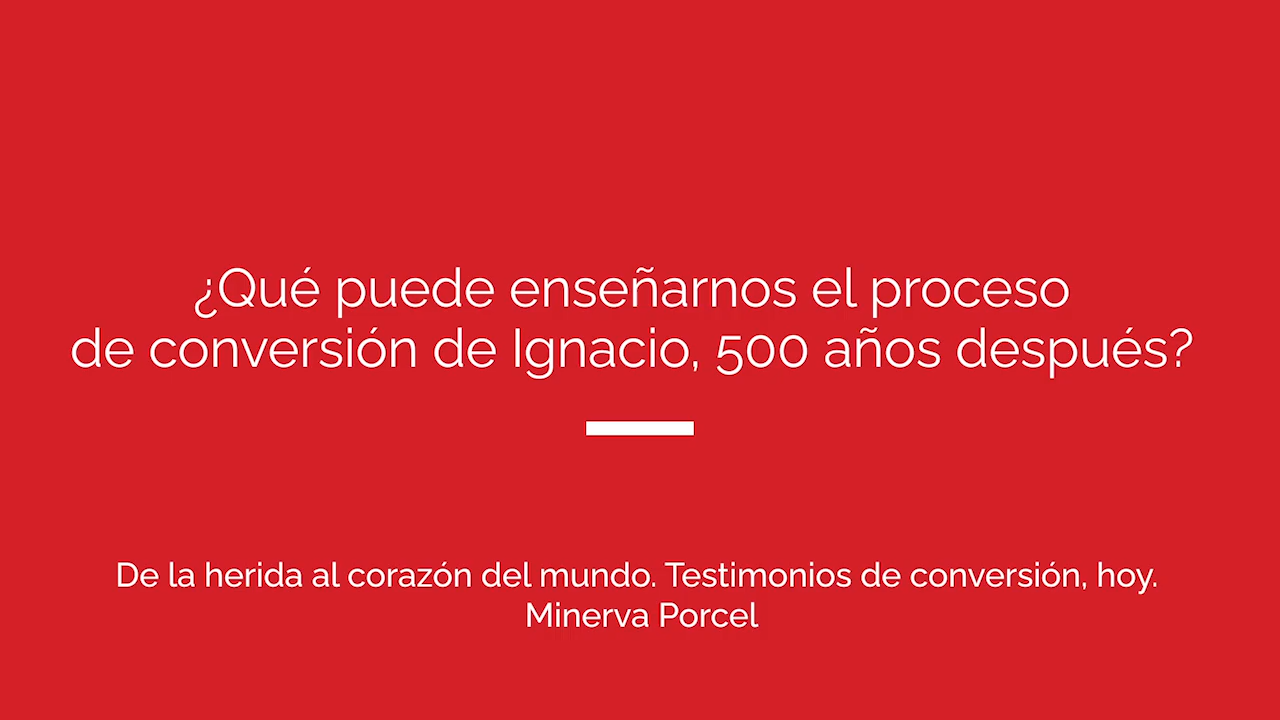 ¿Qué puede enseñarnos el proceso
de conversión de Ignacio, 500 años después?
De la herida al corazón del mundo. Testimonios de conversión, hoy.
Minerva Porcel